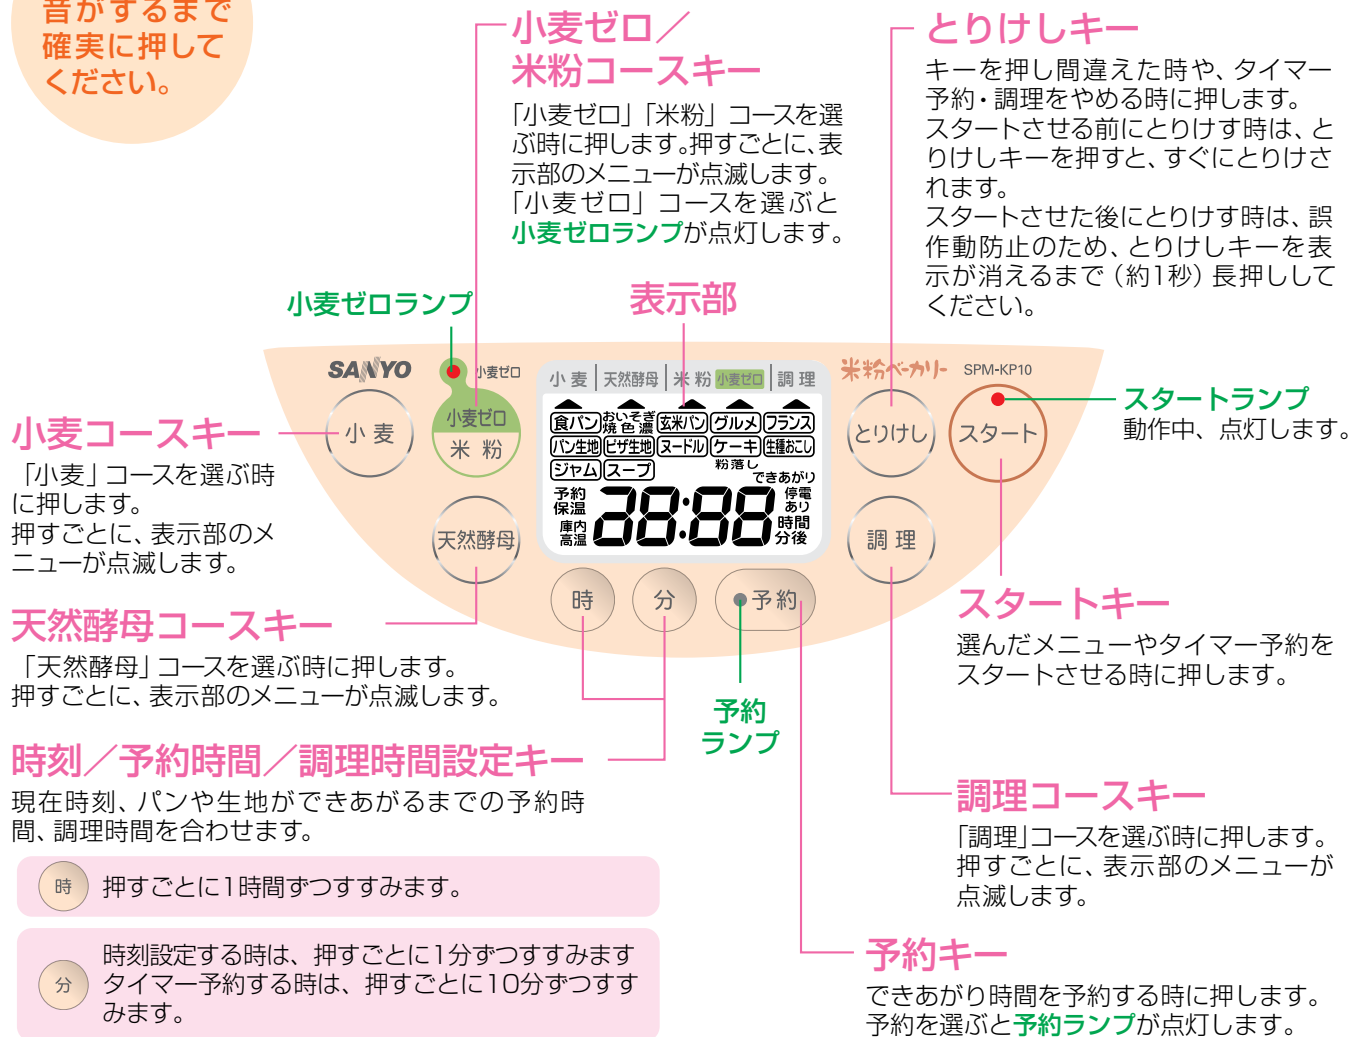 音がするまで
確実に押して
ください。
小麦ゼロ／
米粉コースキー
「小麦ゼロ」「米粉」コースを選
ぶ時に押します。押すごとに、表
示部のメニューが点滅します。
「小麦ゼロ」コースを選ぶと
小麦ゼロランプが点灯します。
とりけしキー
キーを押し間違えた時や、タイマー
予約・調理をやめる時に押します。
スタートさせる前にとりけす時は、と
りけしキーを押すと、すぐにとりけさ
れます。
スタートさせた後にとりけす時は、誤
作動防止のため、とりけしキーを表
示が消えるまで（約1秒）長押しして
ください。
小麦ゼロランプ
表示部
SANYO
小麦ゼロ
小麦
小麦ゼロ
米粉
天然酵母
小麦 天然酵母 米粉 小麦ゼロ 調理
食パン おいそぎ 焼色濃 玄米パン グルメ フランス
パン生地 ピザ生地 ヌードル ケーキ 生種おこし
ジャム スープ 粉落し できあがり
予約 保温 庫内高温 38:88 停電あり 時間 分後
時 分 予約
米粉ベーカリー SPM-KP10
とりけし
スタート
調理
スタートランプ
動作中、点灯します。
小麦コースキー
「小麦」コースを選ぶ時
に押します。
押すごとに、表示部のメ
ニューが点滅します。
天然酵母コースキー
「天然酵母」コースを選ぶ時に押します。
押すごとに、表示部のメニューが点滅します。
予約
ランプ
スタートキー
選んだメニューやタイマー予約を
スタートさせる時に押します。
時刻／予約時間／調理時間設定キー
現在時刻、パンや生地ができあがるまでの予約時
間、調理時間を合わせます。
時 押すごとに1時間ずつすすみます。
分 時刻設定する時は、押すごとに1分ずつすすみます
タイマー予約する時は、押すごとに10分ずつすす
みます。
調理コースキー
「調理」コースを選ぶ時に押します。
押すごとに、表示部のメニューが
点滅します。
予約キー
できあがり時間を予約する時に押します。
予約を選ぶと予約ランプが点灯します。